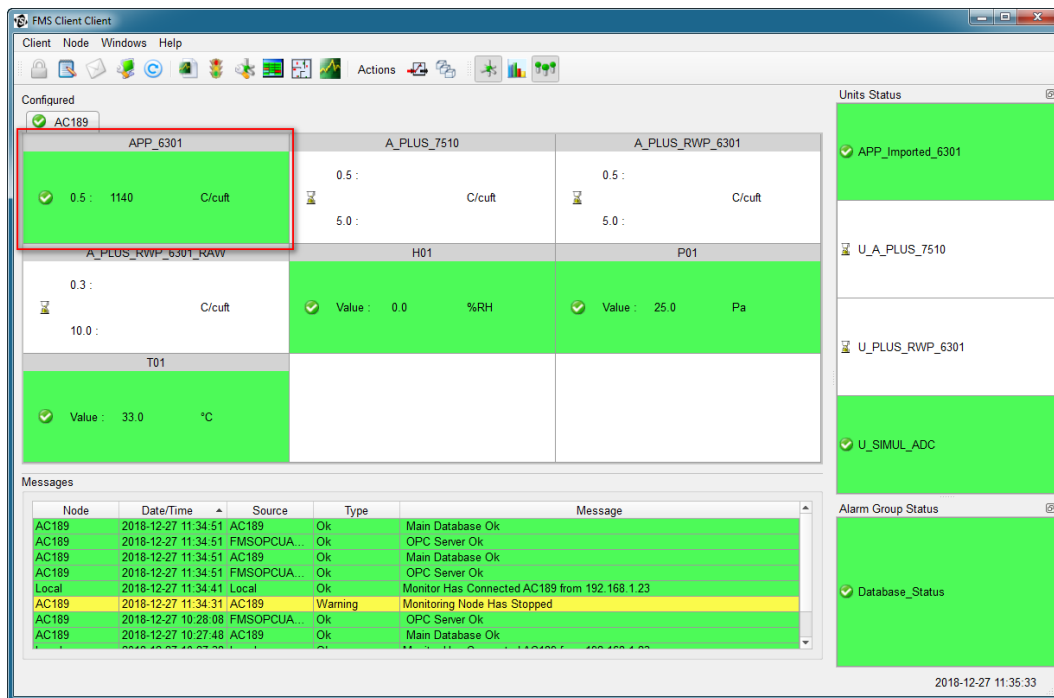 FMS Client Client
Client Node Windows Help
Actions
Configured
AC189
APP_6301
0.5 : 1140 C/cuft
A_PLUS_7510
0.5 :
C/cuft
5.0 :
A_PLUS_RWP_6301
0.5 :
C/cuft
5.0 :
A_PLUS_RWP_6301_RAW
0.3 :
C/cuft
10.0 :
H01
Value : 0.0 %RH
P01
Value : 25.0 Pa
T01
Value : 33.0 °C
Units Status
APP_Imported_6301
U_A_PLUS_7510
U_PLUS_RWP_6301
U_SIMUL_ADC
Messages
Node Date/Time Source Type Message
AC189 2018-12-27 11:34:51 AC189 Ok Main Database Ok
AC189 2018-12-27 11:34:51 FMSOPCUA... Ok OPC Server Ok
AC189 2018-12-27 11:34:51 AC189 Ok Main Database Ok
AC189 2018-12-27 11:34:51 FMSOPCUA... Ok OPC Server Ok
Local 2018-12-27 11:34:41 Local Ok Monitor Has Connected AC189 from 192.168.1.23
AC189 2018-12-27 11:34:31 AC189 Warning Monitoring Node Has Stopped
AC189 2018-12-27 10:28:08 FMSOPCUA... Ok OPC Server Ok
AC189 2018-12-27 10:27:48 AC189 Ok Main Database Ok
Alarm Group Status
Database_Status
2018-12-27 11:35:33